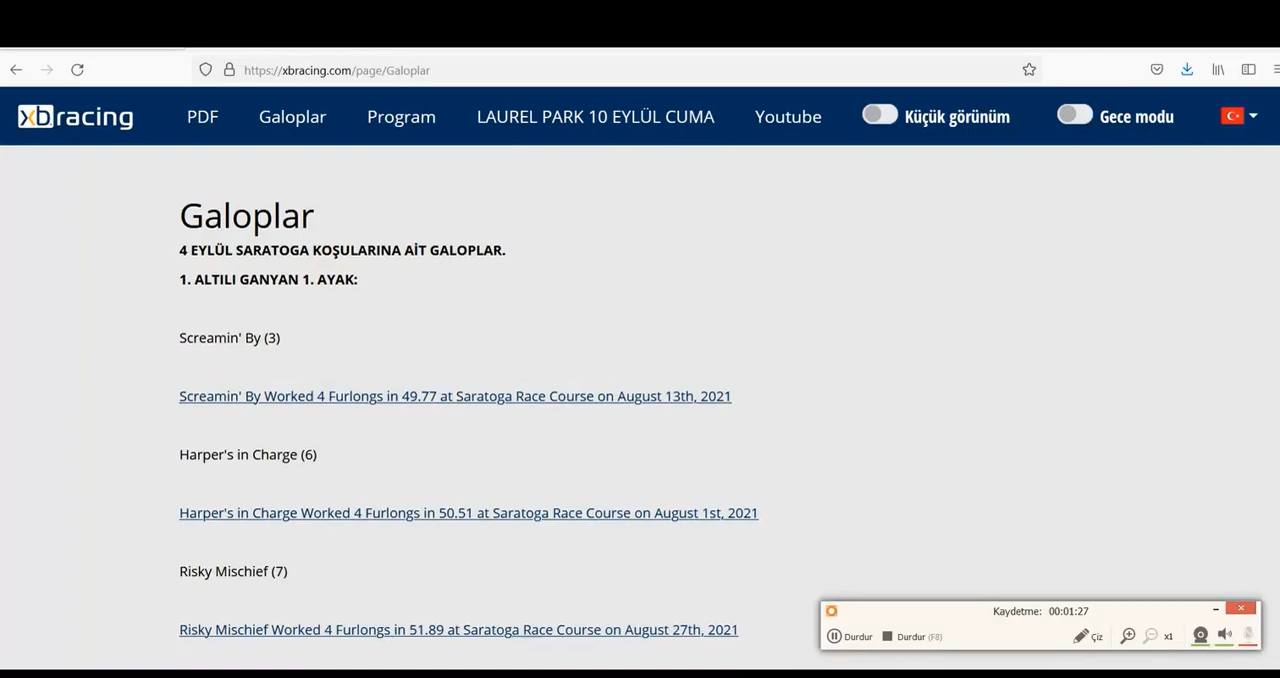 https://xbracing.com/page/Galoplar
xbracing PDF Galoplar Program LAUREL PARK 10 EYLÜL CUMA Youtube Küçük görünüm Gece modu
Galoplar
4 EYLÜL SARATOGA KOŞULARINA AİT GALOPLAR.
1. ALTILI GANYAN 1. AYAK:
Screamin' By (3)
Screamin' By Worked 4 Furlongs in 49.77 at Saratoga Race Course on August 13th, 2021
Harper's in Charge (6)
Harper's in Charge Worked 4 Furlongs in 50.51 at Saratoga Race Course on August 1st, 2021
Risky Mischief (7)
Risky Mischief Worked 4 Furlongs in 51.89 at Saratoga Race Course on August 27th, 2021
Kaydetme: 00:01:27
Durdur Durdur (F8) Çiz x1